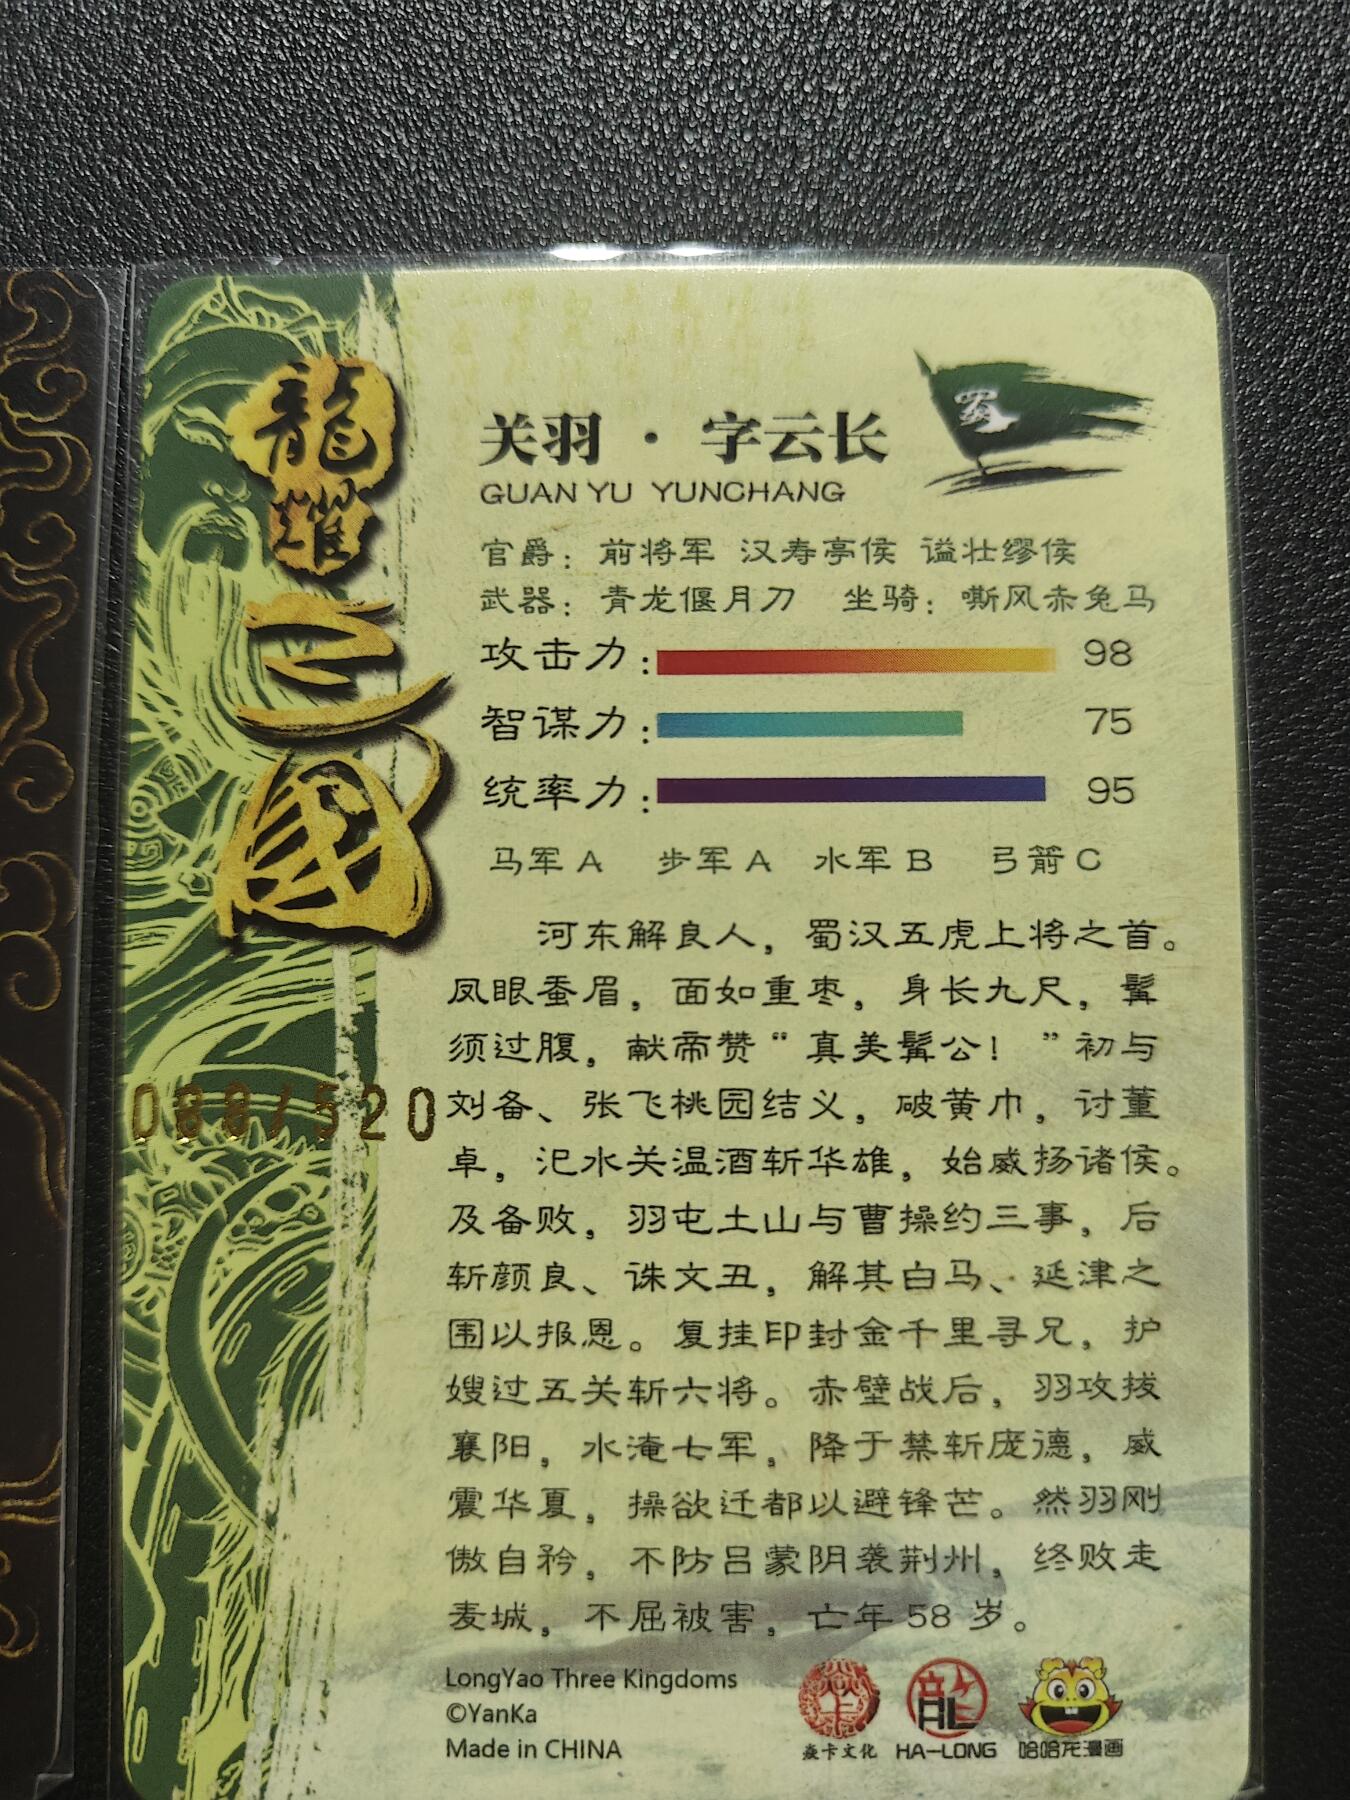 龍耀三國
关羽·字云长
蜀
GUAN YU YUNCHANG
官爵：前将军 汉寿亭侯 谥壮缪侯
武器：青龙偃月刀 坐骑：嘶风赤兔马
攻击力：98
智谋力：75
统率力：95
马军A 步军A 水军B 弓箭C
河东解良人，蜀汉五虎上将之首。
凤眼蚕眉，面如重枣，身长九尺，髯
须过腹，献帝赞“真美髯公！”初与
刘备、张飞桃园结义，破黄巾，讨董
卓，汜水关温酒斩华雄，始威扬诸侯。
及备败，羽屯土山与曹操约三事，后
斩颜良、诛文丑，解其白马、延津之
围以报恩。复挂印封金千里寻兄，护
嫂过五关斩六将。赤壁战后，羽攻拔
襄阳，水淹七军，降于禁斩庞德，威
震华夏，操欲迁都以避锋芒。然羽刚
傲自矜，不防吕蒙阴袭荆州，终败走
麦城，不屈被害，亡年58岁。
088/520
LongYao Three Kingdoms
©YanKa
Made in CHINA
焱卡文化 HA-LONG 哈哈龙漫画